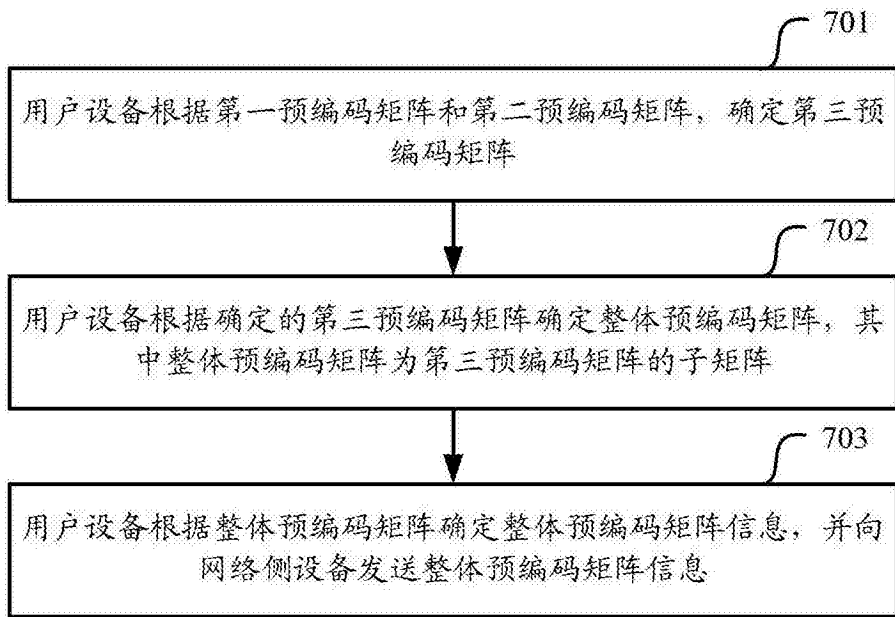 701
用户设备根据第一预编码矩阵和第二预编码矩阵，确定第三预
编码矩阵
702
用户设备根据确定的第三预编码矩阵确定整体预编码矩阵，其
中整体预编码矩阵为第三预编码矩阵的子矩阵
703
用户设备根据整体预编码矩阵确定整体预编码矩阵信息，并向
网络侧设备发送整体预编码矩阵信息